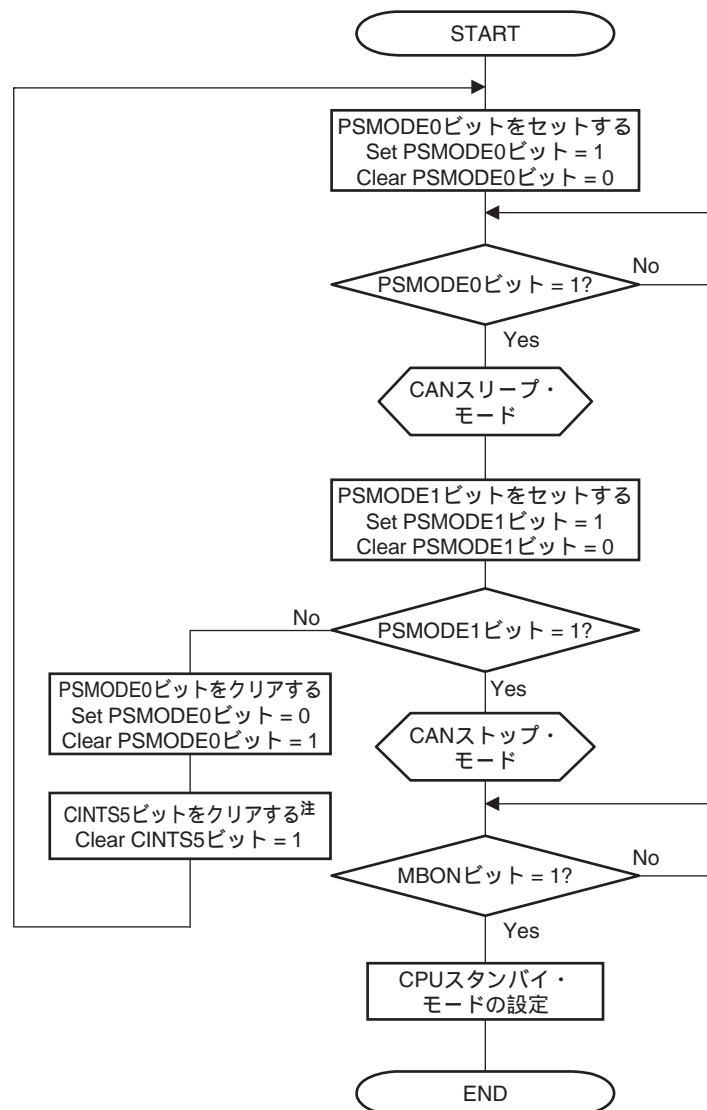 START
PSMODE0ビットをセットする
Set PSMODE0ビット = 1
Clear PSMODE0ビット = 0
PSMODE0ビット = 1?
No
Yes
CANスリープ・
モード
PSMODE1ビットをセットする
Set PSMODE1ビット = 1
Clear PSMODE1ビット = 0
PSMODE1ビット = 1?
No
Yes
PSMODE0ビットをクリアする
Set PSMODE0ビット = 0
Clear PSMODE0ビット = 1
CINTS5ビットをクリアする注
Clear CINTS5ビット = 1
CANストップ・
モード
MBONビット = 1?
No
Yes
CPUスタンバイ・
モードの設定
END